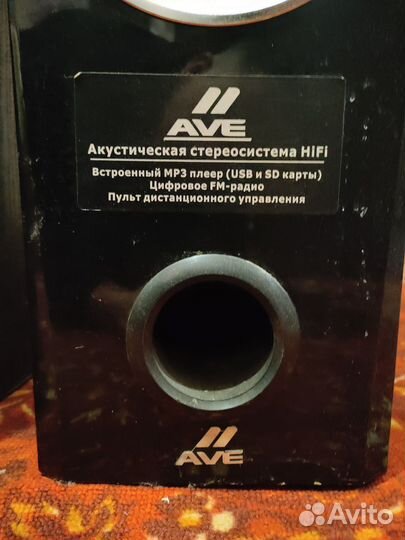 AVE
Акустическая стереосистема HiFi
Встроенный MP3 плеер (USB и SD карты)
Цифровое FM-радио
Пульт дистанционного управления
AVE
Avito